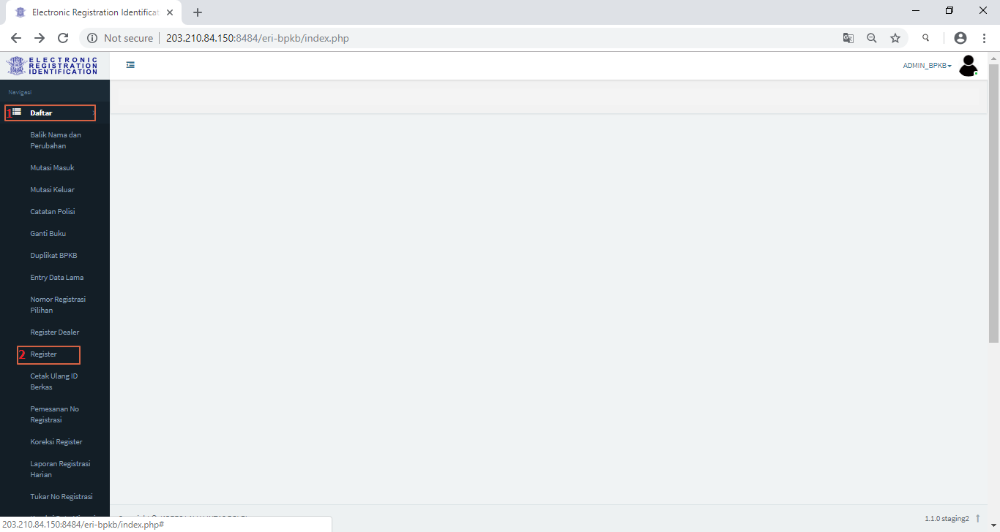 Electronic Registration Identificat
Not secure
203.210.84.150:8484/eri-bpkb/index.php
ELECTRONIC
REGISTRATION
IDENTIFICATION
ADMIN_BPKB
Navigasi
1 Daftar
Balik Nama dan
Perubahan
Mutasi Masuk
Mutasi Keluar
Catatan Polisi
Ganti Buku
Duplikat BPKB
Entry Data Lama
Nomor Registrasi
Pilihan
Register Dealer
2 Register
Cetak Ulang ID
Berkas
Pemesanan No
Registrasi
Koreksi Register
Laporan Registrasi
Harian
Tukar No Registrasi
1.1.0 staging2
203.210.84.150:8484/eri-bpkb/index.php#